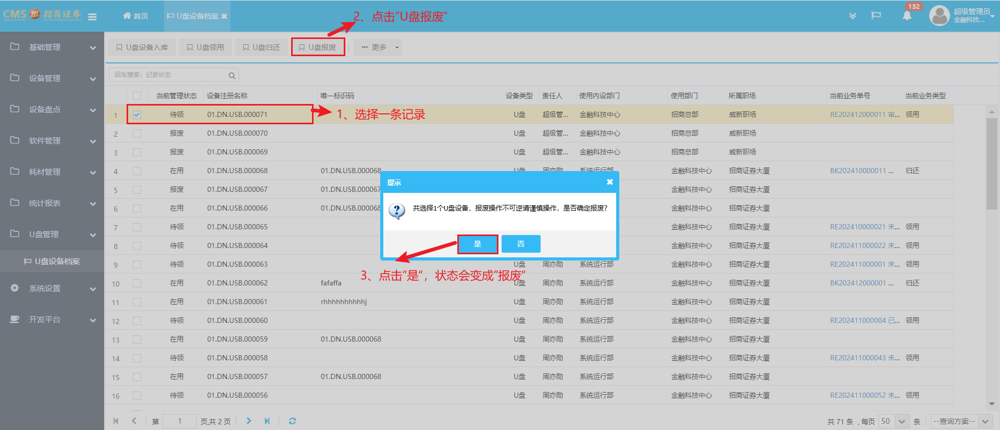 CMS 招商证券
首页
U盘设备档案
2、点击"U盘报废"
132
超级管理员
金融科技...
基础管理
设备管理
设备盘点
软件管理
耗材管理
统计报表
U盘管理
U盘设备档案
系统设置
开发平台
U盘设备入库 U盘领用 U盘归还 U盘报废 更多
回车搜索：记录状态
当前管理状态 设备注册名称 唯一标识码 设备类型 责任人 使用内设部门 使用部门 所属职场 当前业务单号 当前业务类型
1 待领 01.DN.USB.000071 U盘 超级管... 金融科技中心 招商总部 威新职场 RE202412000011 审... 领用
1、选择一条记录
2 报废 01.DN.USB.000070 U盘 超级管... 金融科技中心 招商总部 威新职场
3 报废 01.DN.USB.000069 U盘 超级管... 金融科技中心 招商总部 威新职场
4 在用 01.DN.USB.000068 01.DN.USB.000068 U盘 周亦勋 系统运行部 金融科技中心 招商证券大厦 BK202410000011 ... 归还
5 报废 01.DN.USB.000067 01.DN.USB.000067 金融科技中心 招商证券大厦
6 在用 01.DN.USB.000066 01.DN.USB.000068 金融科技中心 招商证券大厦
7 待领 01.DN.USB.000065 金融科技中心 招商证券大厦 RE202410000021 未... 领用
8 待领 01.DN.USB.000064 金融科技中心 招商证券大厦 RE202411000022 未... 领用
9 待领 01.DN.USB.000063 U盘 周亦勋 系统运行部 金融科技中心 招商证券大厦 RE202411000001 未... 领用
10 在用 01.DN.USB.000062 fafaffa U盘 周亦勋 系统运行部 金融科技中心 招商证券大厦 BK202412000001 ... 归还
11 在用 01.DN.USB.000061 rhhhhhhhhhhj U盘 周亦勋 系统运行部 金融科技中心 招商证券大厦
12 待领 01.DN.USB.000060 U盘 周亦勋 系统运行部 金融科技中心 招商证券大厦 RE202411000084 已... 领用
13 在用 01.DN.USB.000059 01.DN.USB.000068 U盘 周亦勋 系统运行部 金融科技中心 招商证券大厦
14 待领 01.DN.USB.000058 U盘 周亦勋 系统运行部 金融科技中心 招商证券大厦 RE202411000043 未... 领用
15 在用 01.DN.USB.000057 01.DN.USB.000068 U盘 周亦勋 系统运行部 金融科技中心 招商证券大厦
16 待领 01.DN.USB.000056 U盘 周亦勋 系统运行部 金融科技中心 招商证券大厦 RE202411000052 未... 领用
提示
共选择1个U盘设备，报废操作不可逆请谨慎操作，是否确定报废?
是 否
3、点击"是"，状态会变成"报废"
第 1 页,共 2 页
共 71 条 ，每页 50 条 --查询方案--